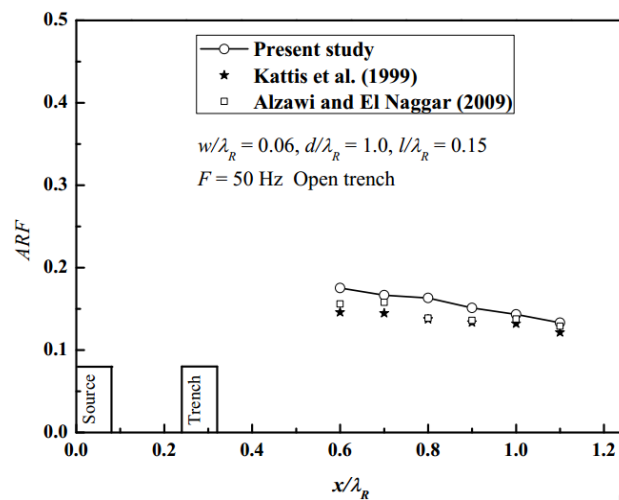 0.5
0.4
0.3
0.2
0.1
0.0
ARF
Present study
Kattis et al. (1999)
Alzawi and El Naggar (2009)
w/λR = 0.06, d/λR = 1.0, l/λR = 0.15
F = 50 Hz Open trench
Source
Trench
0.0 0.2 0.4 0.6 0.8 1.0 1.2
x/λR